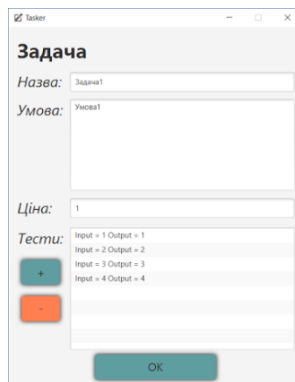 Tasker
Задача
Назва: Задача1
Умова: Умова1
Ціна: 1
Тести: Input = 1 Output = 1
Input = 2 Output = 2
+ Input = 3 Output = 3
Input = 4 Output = 4
-
OK